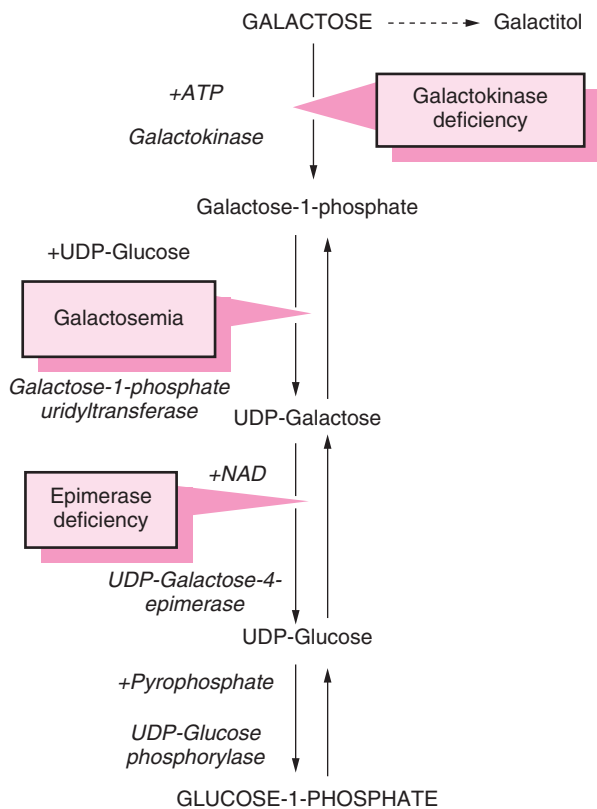 GALACTOSE
Galactitol
+ATP
Galactokinase
Galactokinase
deficiency
Galactose-1-phosphate
+UDP-Glucose
Galactosemia
Galactose-1-phosphate
uridyltransferase
UDP-Galactose
+NAD
Epimerase
deficiency
UDP-Galactose-4-
epimerase
UDP-Glucose
+Pyrophosphate
UDP-Glucose
phosphorylase
GLUCOSE-1-PHOSPHATE